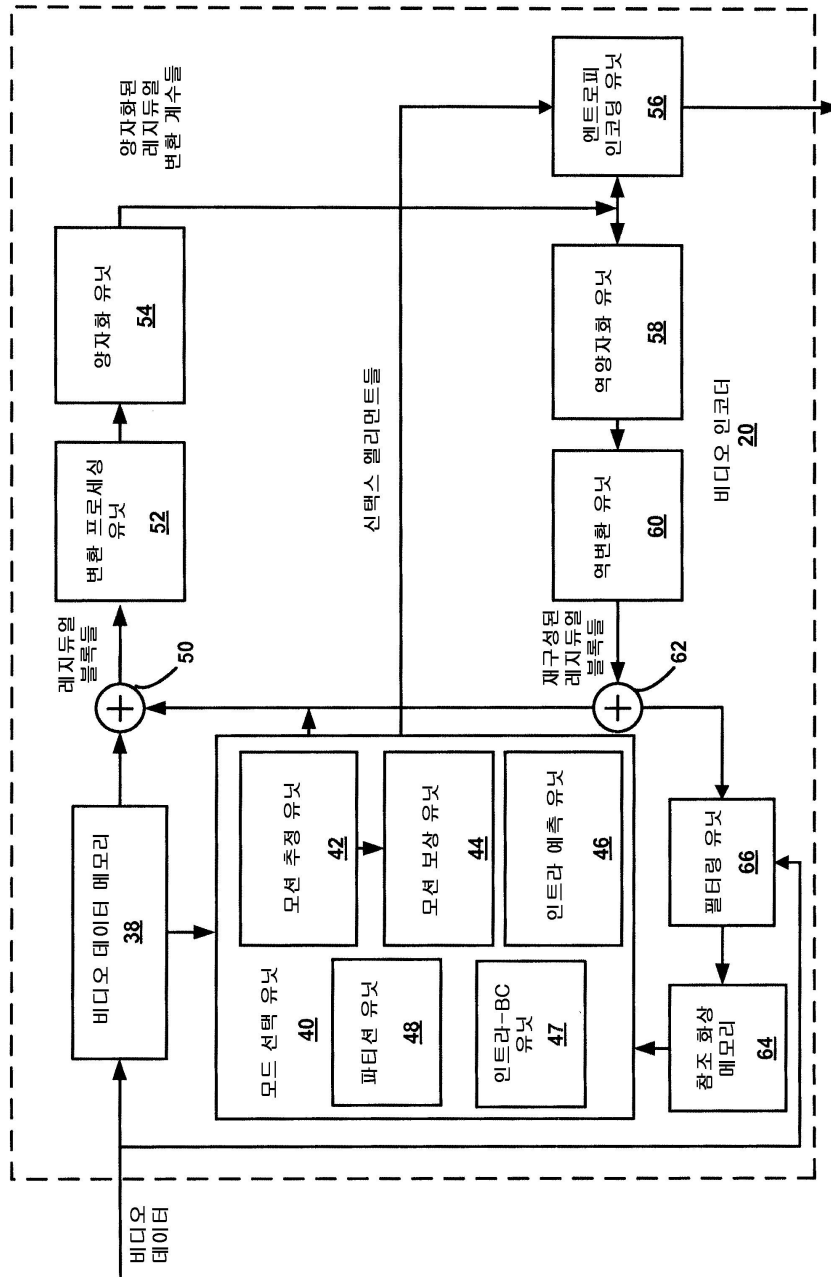 비디오
데이터
비디오 데이터 메모리
38
레지듀얼
블록들
50
변환 프로세싱
유닛
52
양자화 유닛
54
양자화된
레지듀얼
변환 계수들
모드 선택 유닛
40
파티션 유닛
48
인트라-BC
유닛
47
모션 추정 유닛
42
모션 보상 유닛
44
인트라 예측 유닛
46
신택스 엘리먼트들
참조 화상
메모리
64
필터링 유닛
66
62
재구성된
레지듀얼
블록들
역변환 유닛
60
역양자화 유닛
58
엔트로피
인코딩 유닛
56
비디오 인코더
20